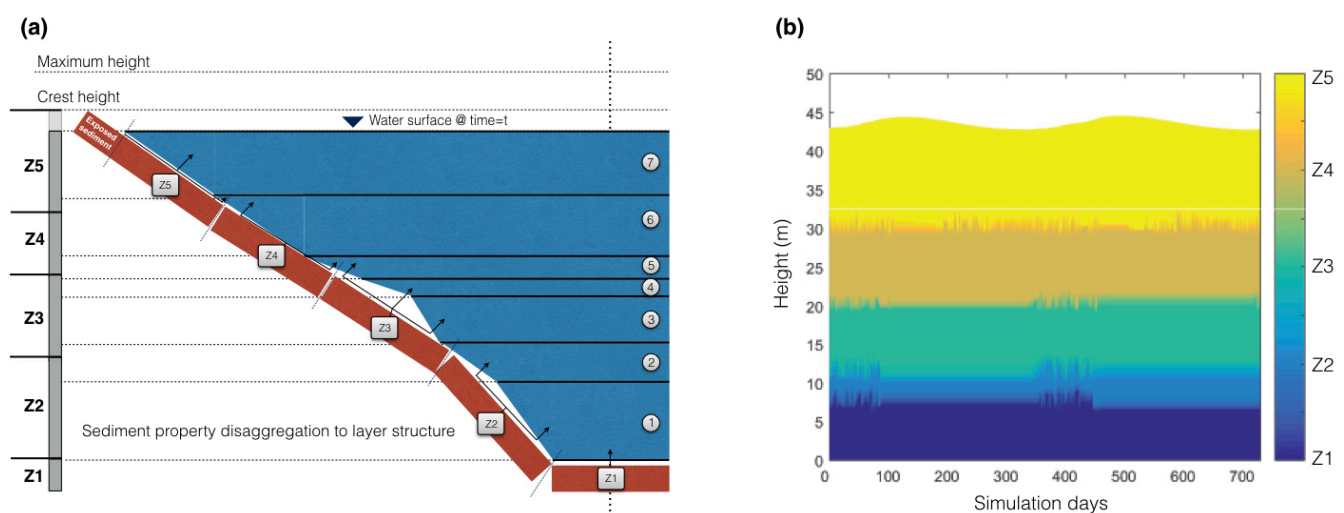 (a)
Maximum height
Crest height
Exposed
sediment
Water surface @ time=t
Z5
Z4
Z3
Z2
Z1
Z5
Z4
Z3
Z2
Z1
7
6
5
4
3
2
1
Sediment property disaggregation to layer structure
(b)
Height (m)
50
45
40
35
30
25
20
15
10
5
0
0
100
200
300
400
500
600
700
Simulation days
Z5
Z4
Z3
Z2
Z1